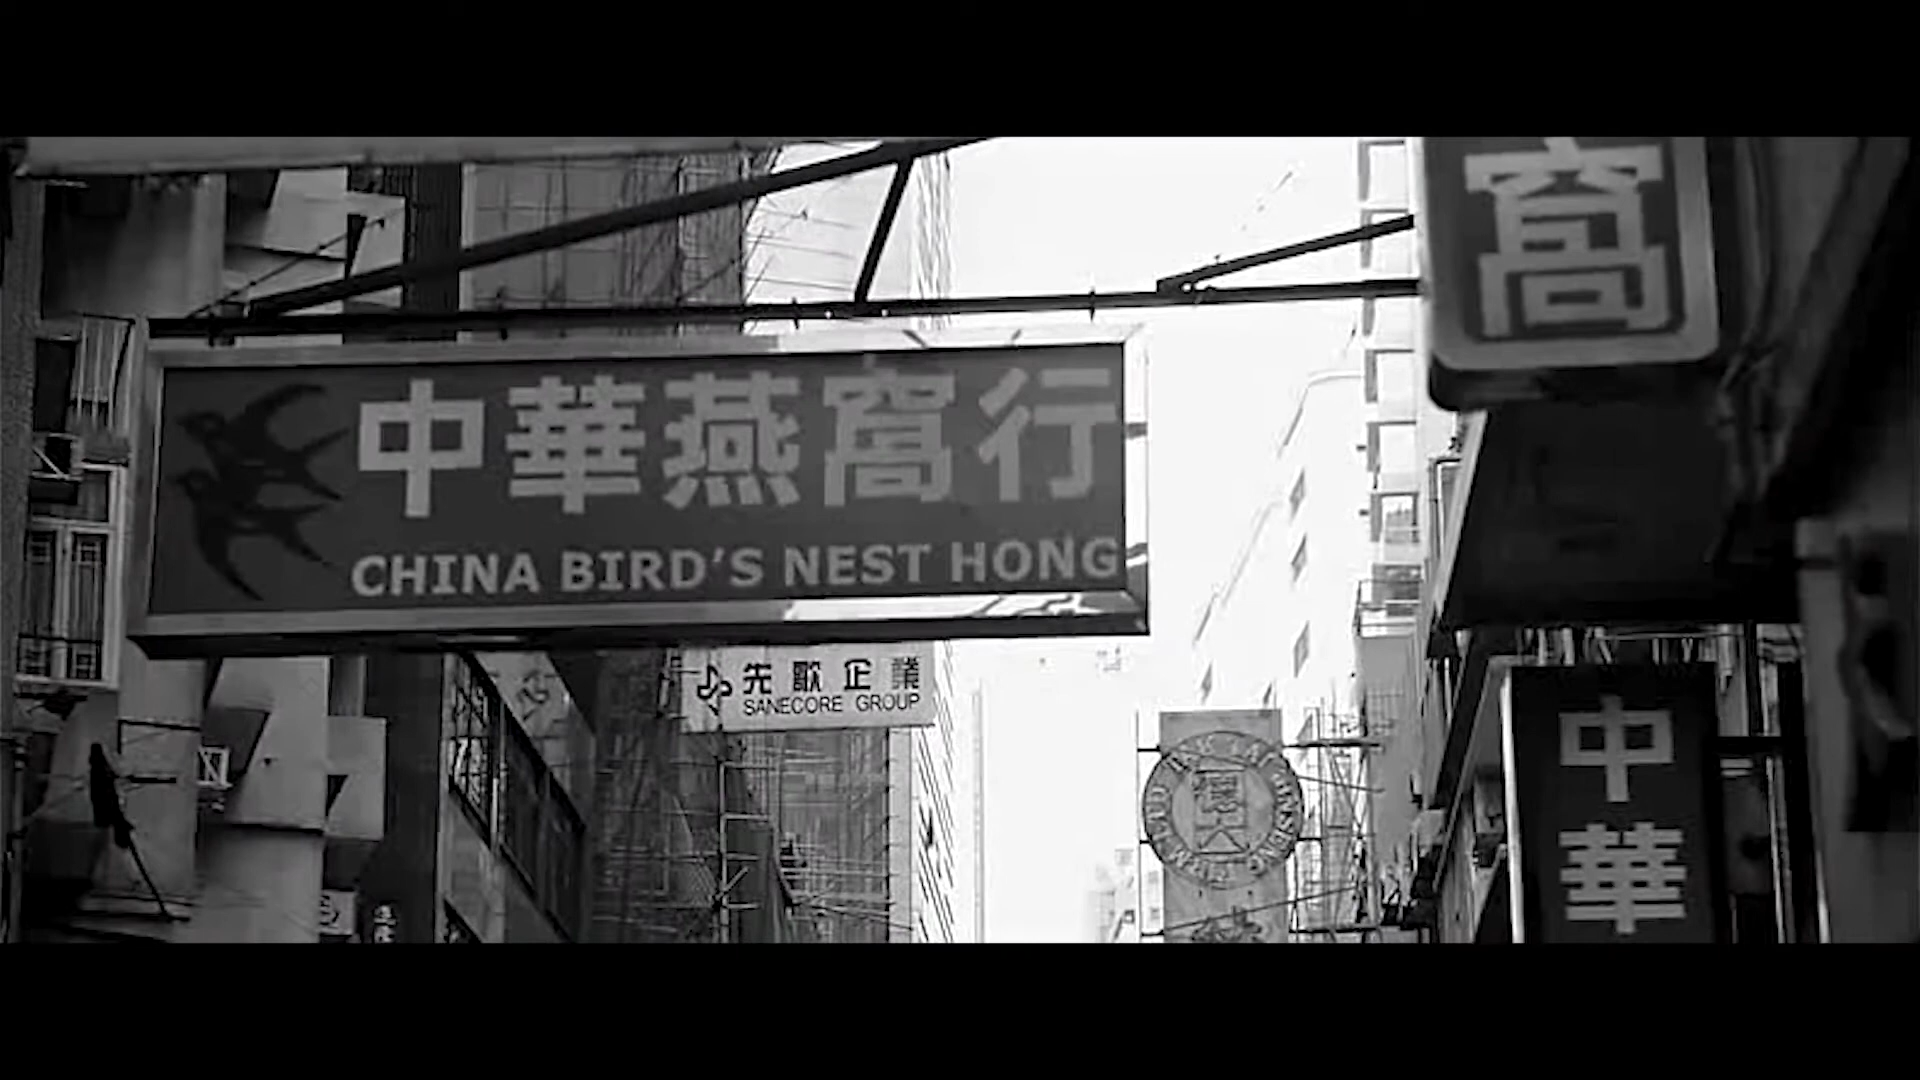 窩
中華燕窩行
CHINA BIRD'S NEST HONG
先歌企業
SANECORE GROUP
中
華